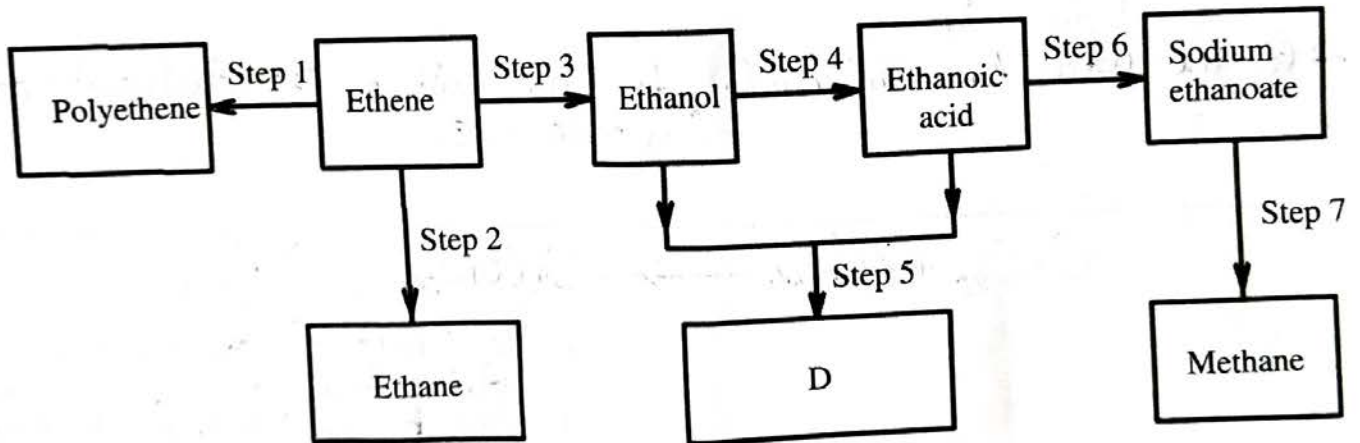 Step 1
Step 3
Step 4
Step 6
Polyethene
Ethene
Ethanol
Ethanoic
acid
Sodium
ethanoate
Step 2
Step 5
Step 7
Ethane
D
Methane